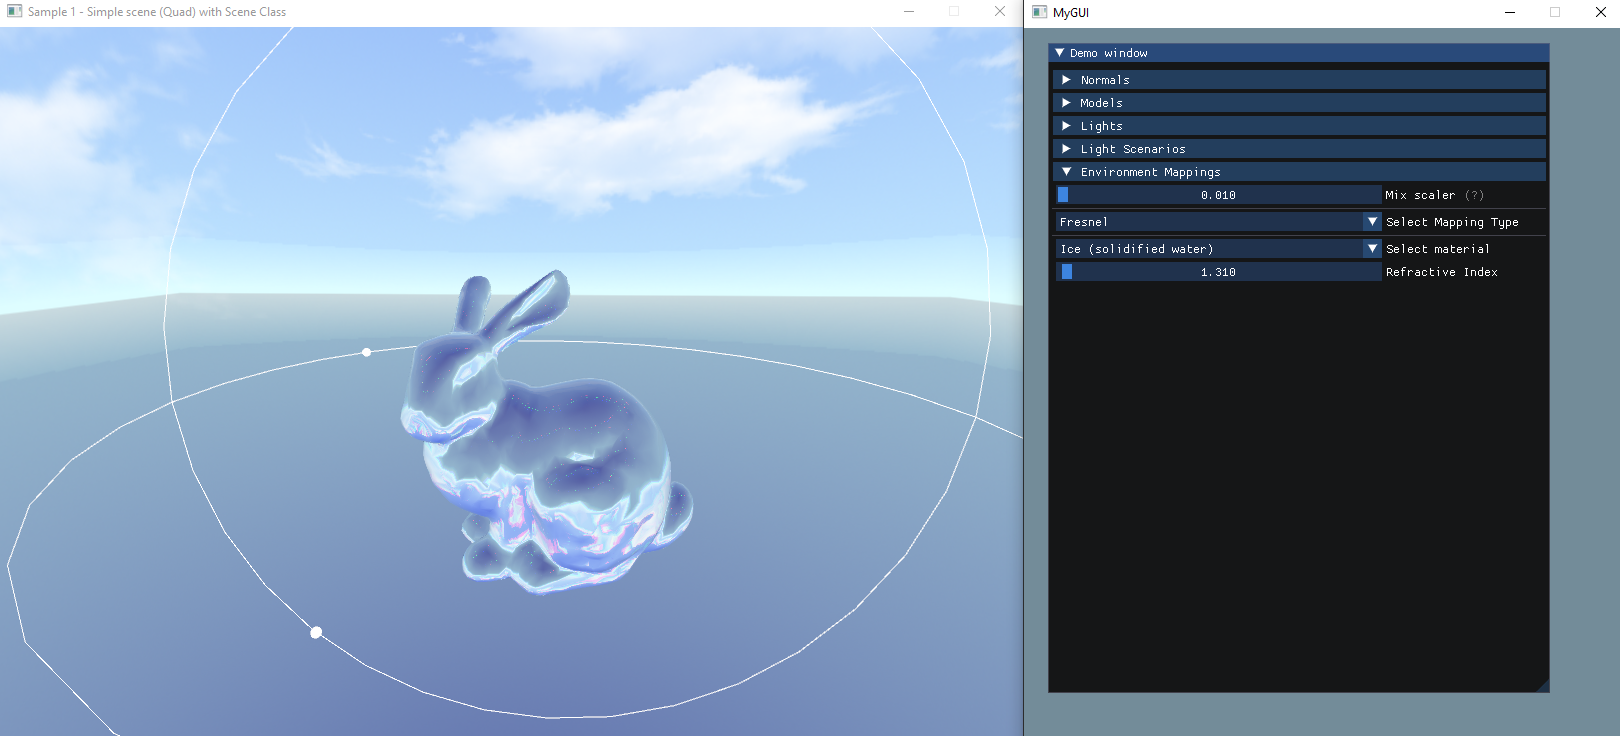 Sample 1 - Simple scene (Quad) with Scene Class
MyGUI
Demo window
Normals
Models
Lights
Light Scenarios
Environment Mappings
0.010 Mix scaler (?)
Fresnel Select Mapping Type
Ice (solidified water) Select material
1.310 Refractive Index